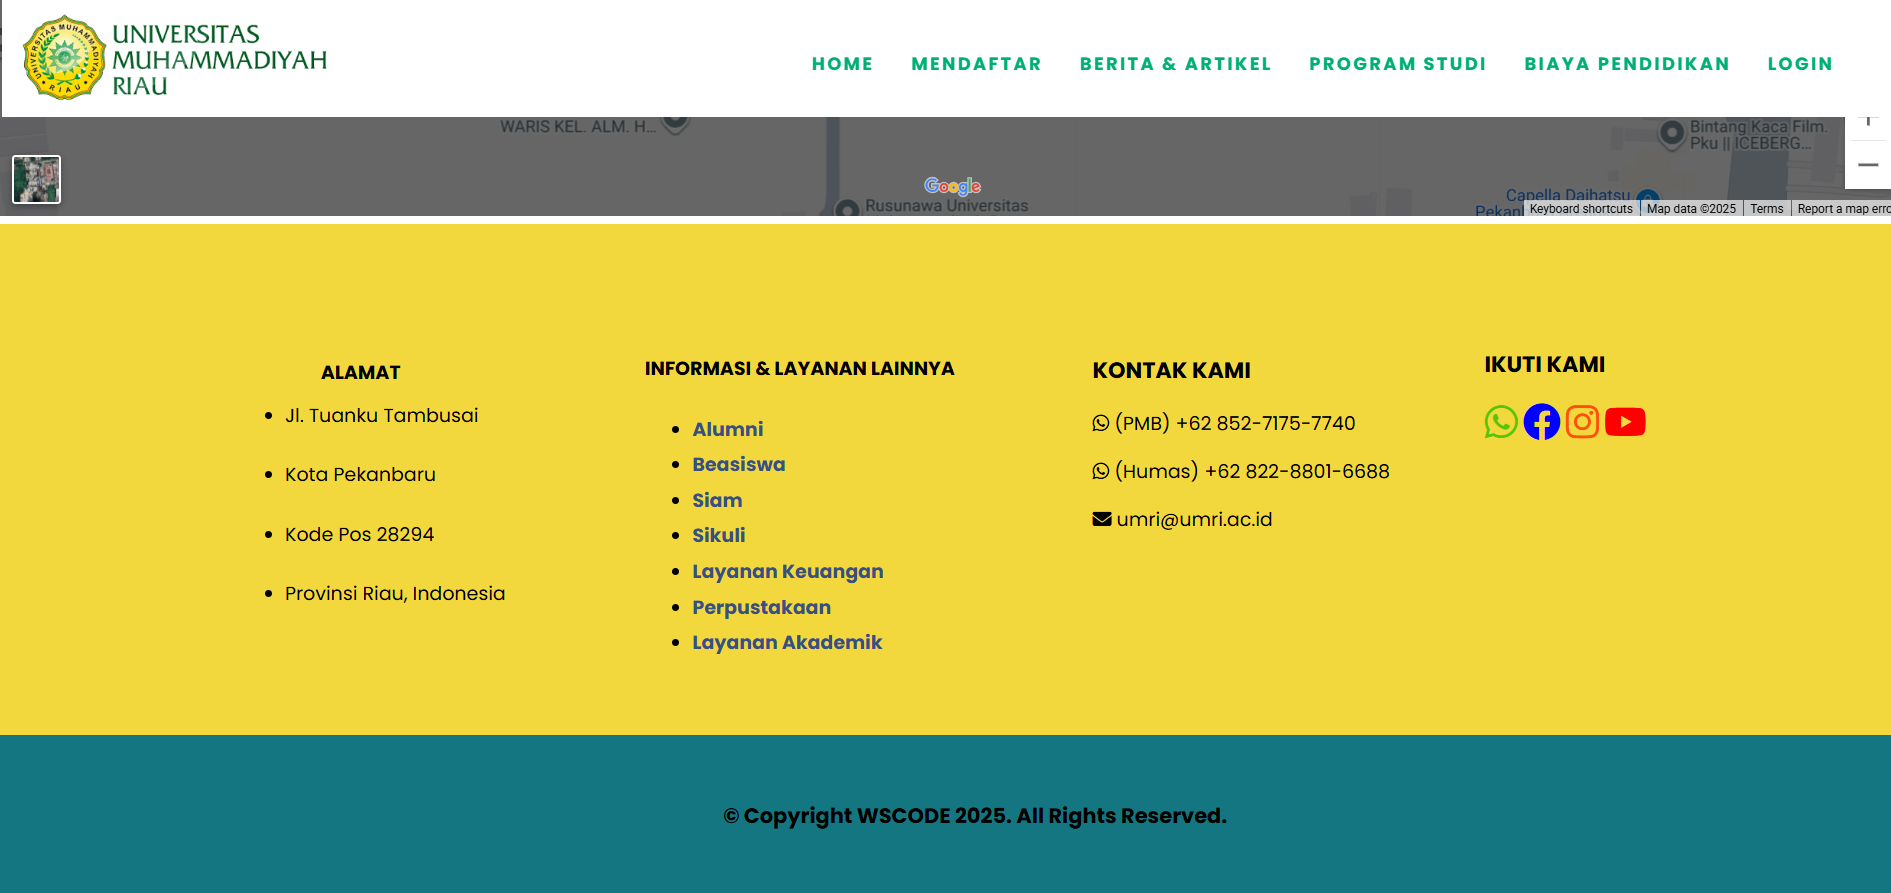 UNIVERSITAS MUHAMMADIYAH RIAU
UNIVERSITAS
MUHAMMADIYAH
RIAU
HOME
MENDAFTAR
BERITA & ARTIKEL
PROGRAM STUDI
BIAYA PENDIDIKAN
LOGIN
WARIS KEL. ALM. H...
Bintang Kaca Film.
Pku || ICEBERG...
Google
Rusunawa Universitas
Capella Daihatsu
Keyboard shortcuts
Map data ©2025
Terms
Report a map erro
ALAMAT
Jl. Tuanku Tambusai
Kota Pekanbaru
Kode Pos 28294
Provinsi Riau, Indonesia
INFORMASI & LAYANAN LAINNYA
Alumni
Beasiswa
Siam
Sikuli
Layanan Keuangan
Perpustakaan
Layanan Akademik
KONTAK KAMI
(PMB) +62 852-7175-7740
(Humas) +62 822-8801-6688
umri@umri.ac.id
IKUTI KAMI
© Copyright WSCODE 2025. All Rights Reserved.